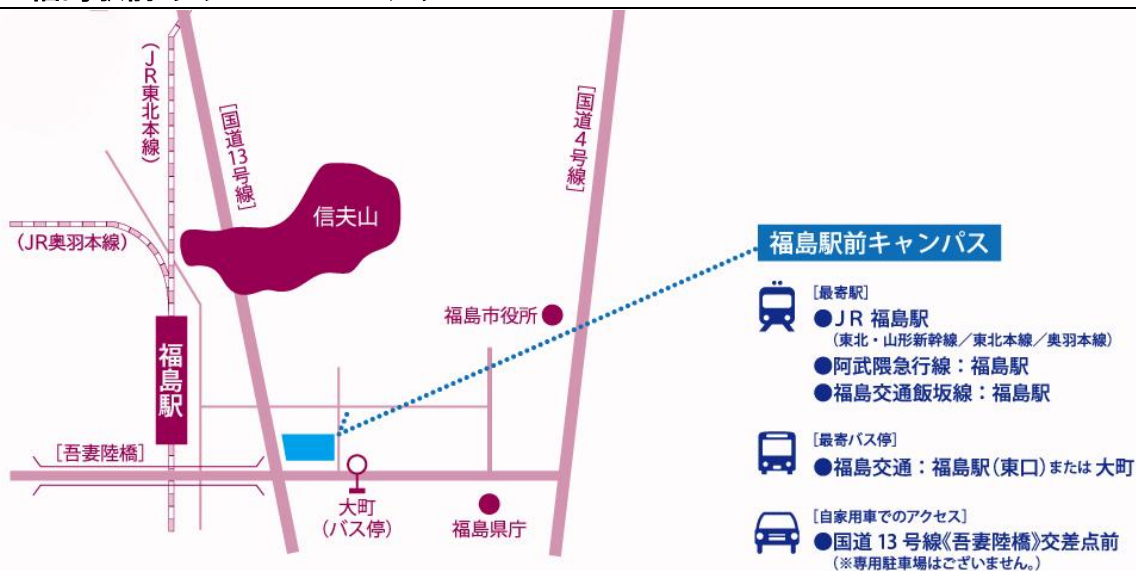 (JR東北本線)
[国道13号線]
[国道4号線]
信夫山
(JR奥羽本線)
福島市役所
福島駅
[吾妻陸橋]
大町
(バス停)
福島県庁
福島駅前キャンパス
[最寄駅]
●JR 福島駅
(東北・山形新幹線/東北本線/奥羽本線)
●阿武隈急行線:福島駅
●福島交通飯坂線:福島駅
[最寄バス停]
●福島交通:福島駅(東口)または 大町
[自家用車でのアクセス]
●国道 13 号線《吾妻陸橋》交差点前
(※専用駐車場はございません。)